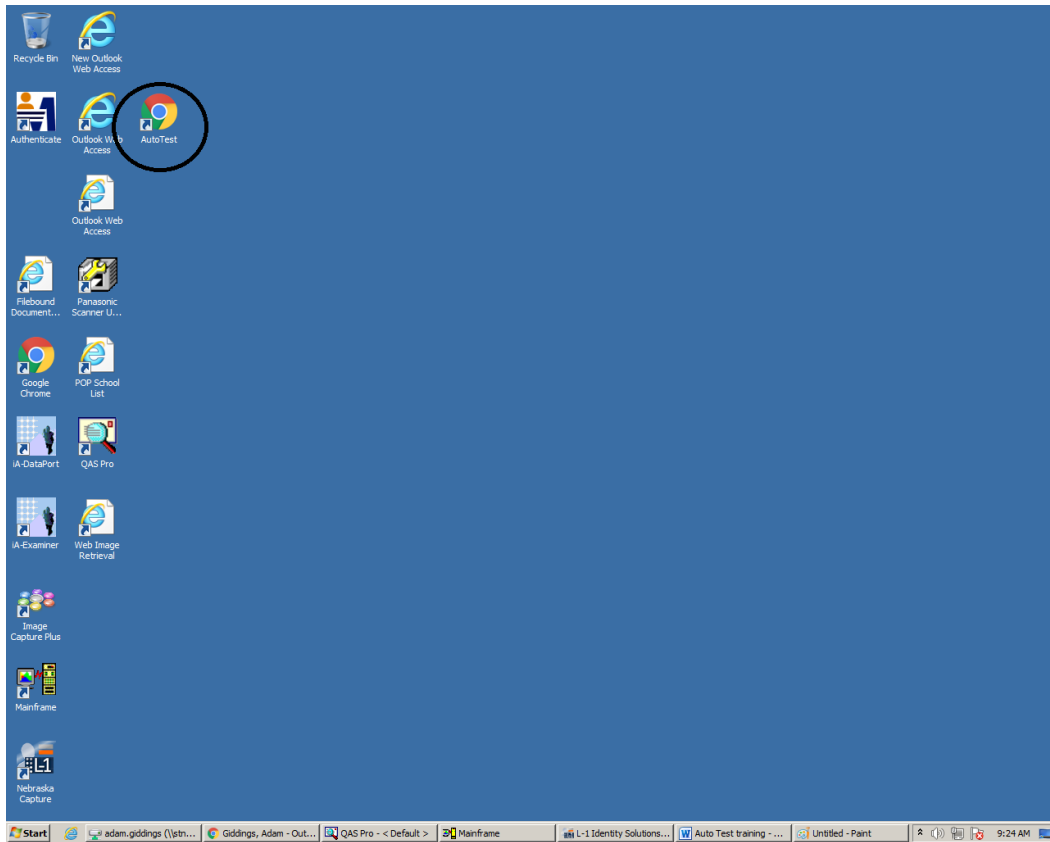 Recycle Bin
New Outlook
Web Access
Authenticate
Outlook Web
Access
AutoTest
Outlook Web
Access
Filebound
Document...
Panasonic
Scanner U...
Google
Chrome
POP School
List
iA-DataPort
QAS Pro
iA-Examiner
Web Image
Retrieval
Image
Capture Plus
Mainframe
L-1
Nebraska
Capture
Start
adam.giddings (\\stn...
Giddings, Adam - Out...
QAS Pro - < Default >
Mainframe
L-1 Identity Solutions...
Auto Test training - ...
Untitled - Paint
9:24 AM